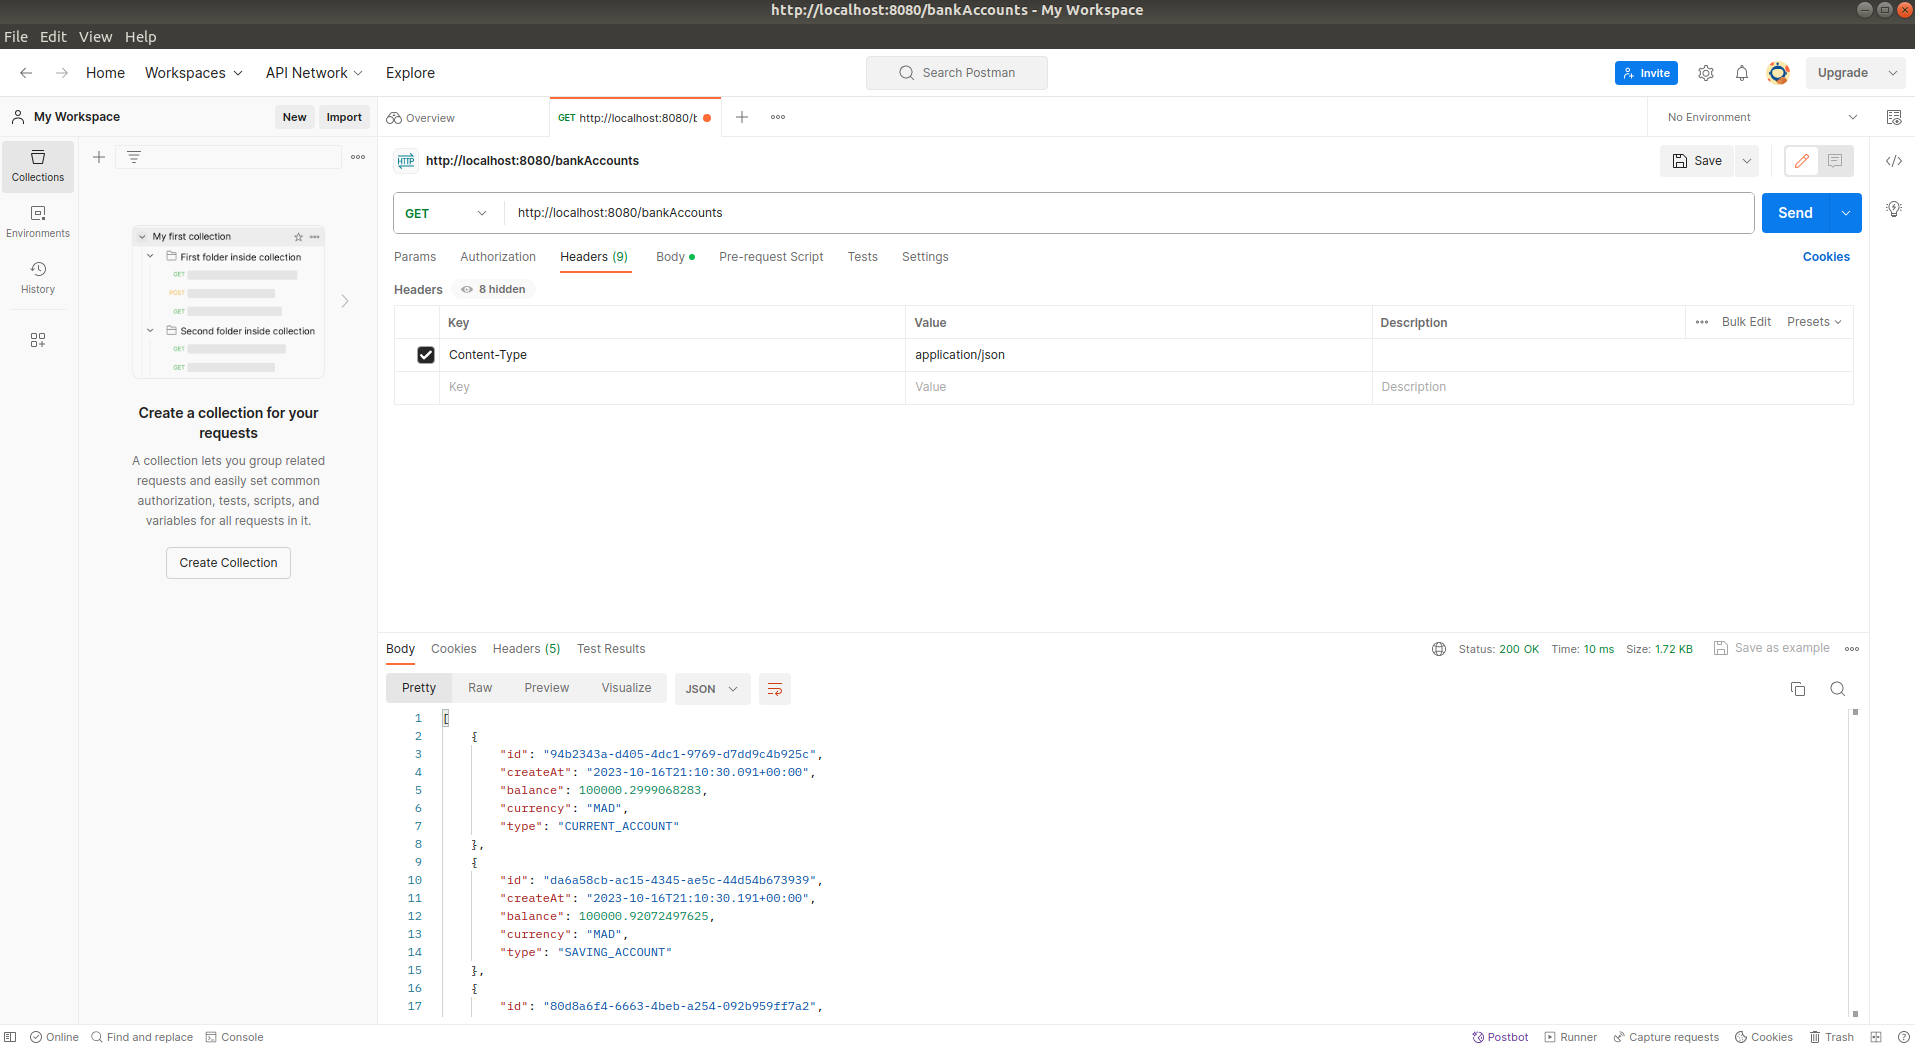 http://localhost:8080/bankAccounts - My Workspace
File Edit View Help
Home Workspaces API Network Explore
Search Postman
Invite
Upgrade
My Workspace
New Import
Overview
GET http://localhost:8080/b
No Environment
Collections
Environments
History
My first collection
First folder inside collection
GET
POST
GET
Second folder inside collection
GET
GET
Create a collection for your
requests
A collection lets you group related
requests and easily set common
authorization, tests, scripts, and
variables for all requests in it.
Create Collection
HTTP http://localhost:8080/bankAccounts
Save
GET http://localhost:8080/bankAccounts
Send
Params Authorization Headers (9) Body Pre-request Script Tests Settings
Cookies
Headers 8 hidden
Key Value Description Bulk Edit Presets
Content-Type application/json
Key Value Description
Body Cookies Headers (5) Test Results
Status: 200 OK Time: 10 ms Size: 1.72 KB Save as example
Pretty Raw Preview Visualize JSON
1 [
2 {
3 "id": "94b2343a-d405-4dc1-9769-d7dd9c4b925c",
4 "createAt": "2023-10-16T21:10:30.091+00:00",
5 "balance": 100000.2999068283,
6 "currency": "MAD",
7 "type": "CURRENT_ACCOUNT"
8 },
9 {
10 "id": "da6a58cb-ac15-4345-ae5c-44d54b673939",
11 "createAt": "2023-10-16T21:10:30.191+00:00",
12 "balance": 100000.92072497625,
13 "currency": "MAD",
14 "type": "SAVING_ACCOUNT"
15 },
16 {
17 "id": "80d8a6f4-6663-4beb-a254-092b959ff7a2",
Online Find and replace Console
Postbot Runner Capture requests Cookies Trash